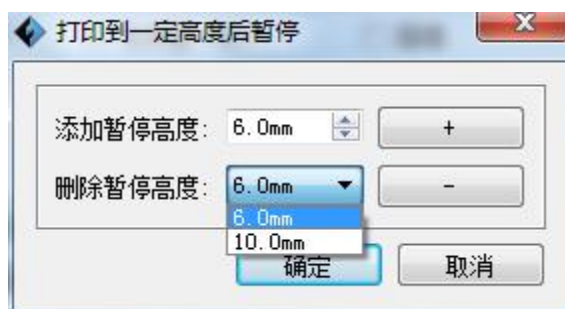 打印到一定高度后暂停
添加暂停高度: 6.0mm +
删除暂停高度: 6.0mm -
6.0mm
10.0mm
确定 取消